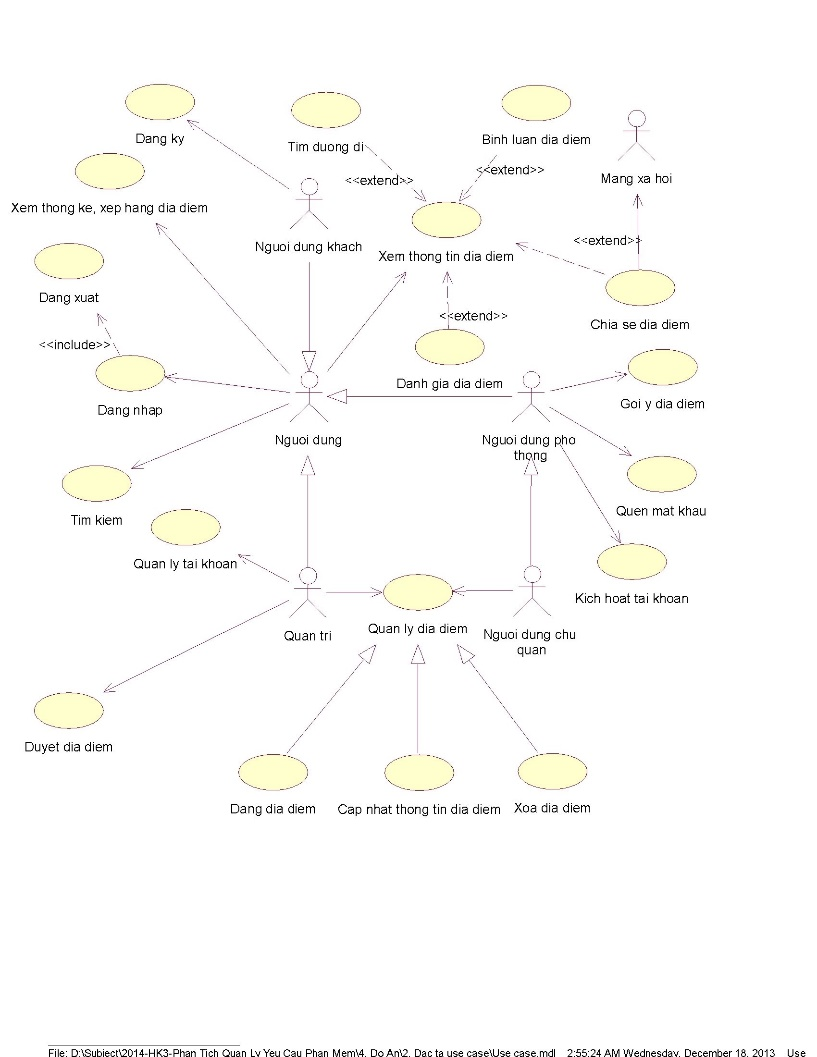 Dang ky
Tim duong di
Binh luan dia diem
Mang xa hoi
<<extend>>
<<extend>>
Xem thong ke, xep hang dia diem
Nguoi dung khach
Xem thong tin dia diem
<<extend>>
Dang xuat
<<include>>
<<extend>>
Chia se dia diem
Danh gia dia diem
Dang nhap
Goi y dia diem
Nguoi dung
Nguoi dung pho
thong
Tim kiem
Quen mat khau
Quan ly tai khoan
Kich hoat tai khoan
Quan tri
Quan ly dia diem
Nguoi dung chu
quan
Duyet dia diem
Dang dia diem
Cap nhat thong tin dia diem
Xoa dia diem
File: D:\Subject\2014-HK3-Phan Tich Quan Ly Yeu Cau Phan Mem\4. Do An\2. Dac ta use case\Use case.mdl 2:55:24 AM Wednesday, December 18, 2013 Use